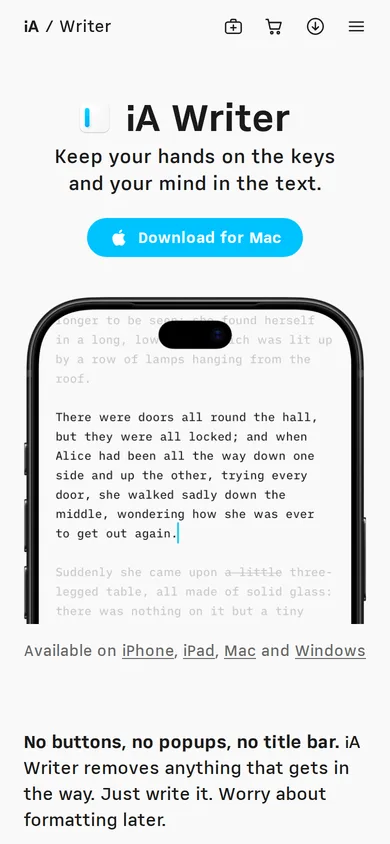 iA / Writer
iA Writer
Keep your hands on the keys
and your mind in the text.
Download for Mac
longer to be seen; she found herself
in a long, low which was lit up
by a row of lamps hanging from the
roof.
There were doors all round the hall,
but they were all locked; and when
Alice had been all the way down one
side and up the other, trying every
door, she walked sadly down the
middle, wondering how she was ever
to get out again.
Suddenly she came upon a little three-
legged table, all made of solid glass:
there was nothing on it but a tiny
Available on iPhone, iPad, Mac and Windows
No buttons, no popups, no title bar. iA
Writer removes anything that gets in
the way. Just write it. Worry about
formatting later.